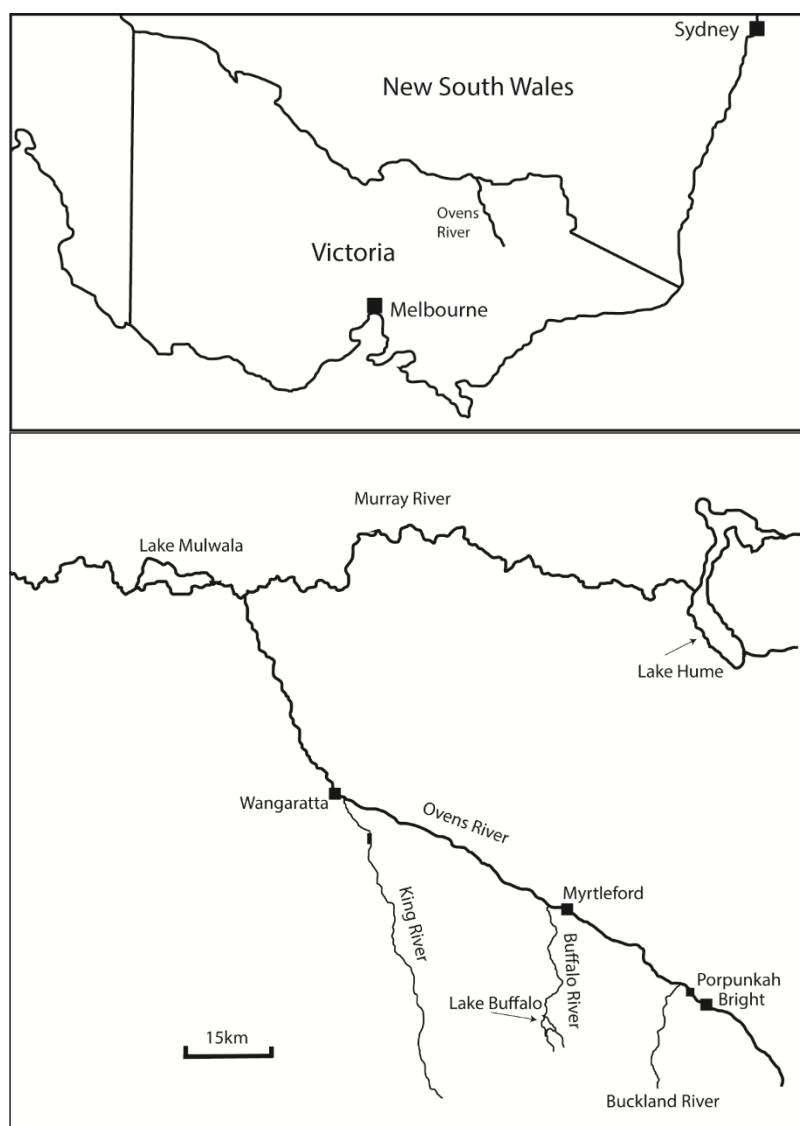 Sydney
New South Wales
Ovens
River
Victoria
Melbourne
Murray River
Lake Mulwala
Lake Hume
Wangaratta
Ovens River
Myrtleford
King River
Buffalo River
Porpunkah
Bright
Lake Buffalo
15km
Buckland River